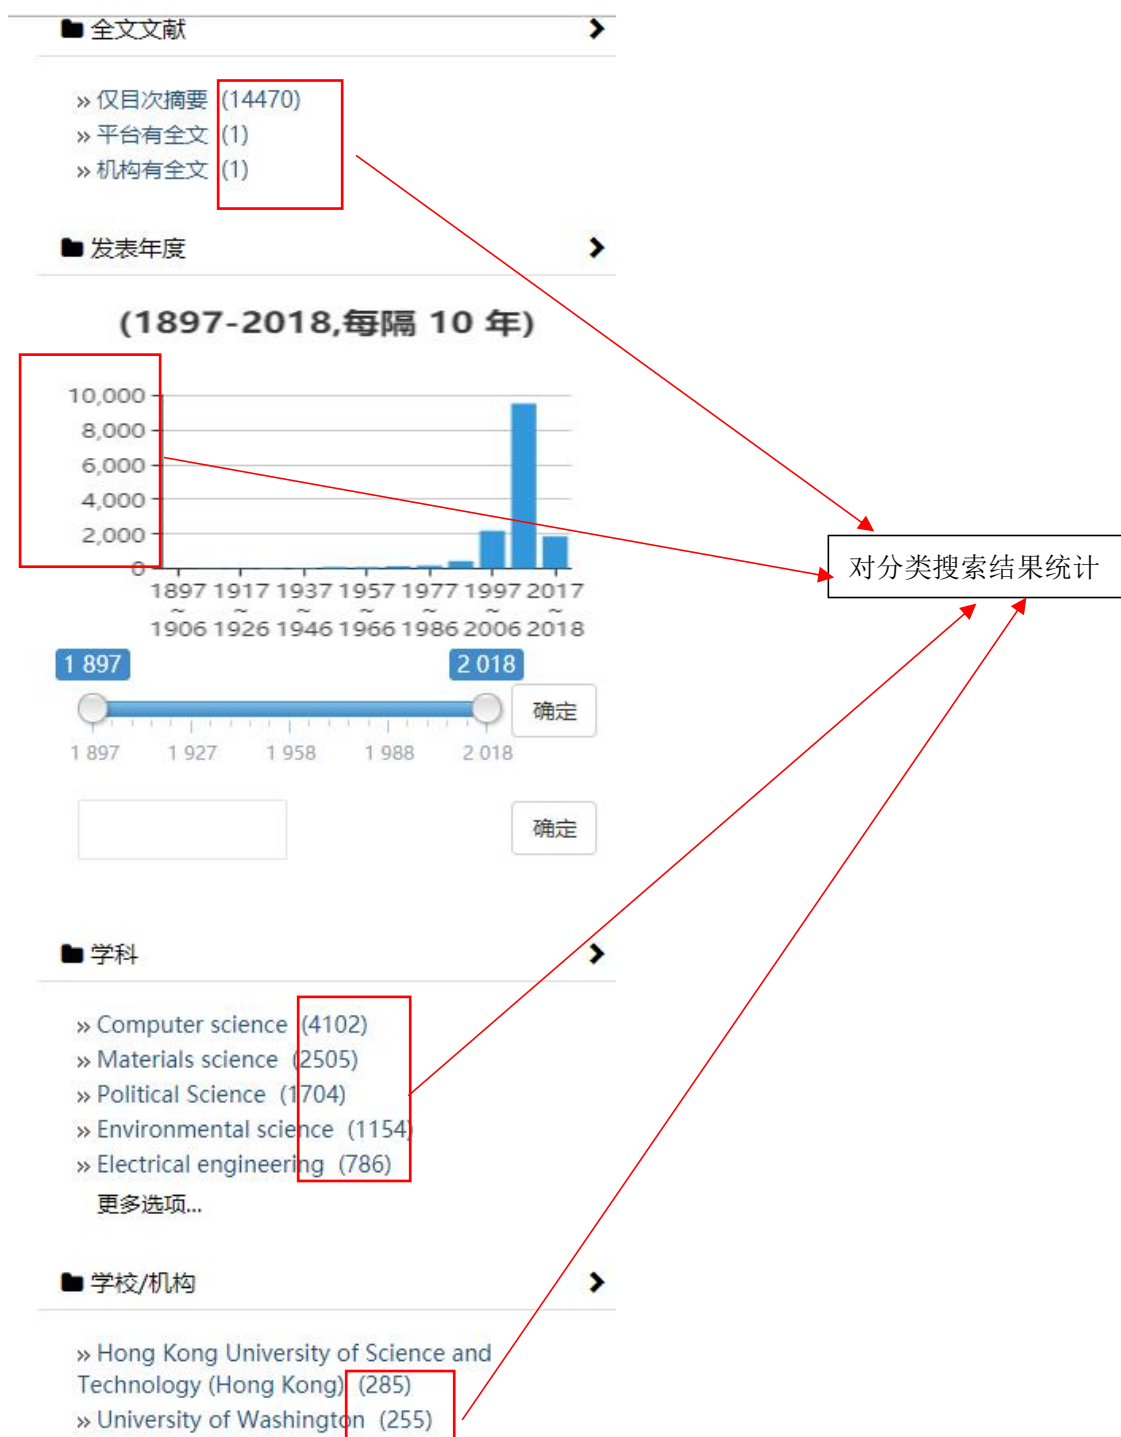 全文文献
» 仅目次摘要 (14470)
» 平台有全文 (1)
» 机构有全文 (1)
发表年度
(1897-2018,每隔 10 年)
10,000
8,000
6,000
4,000
2,000
0
1897 1917 1937 1957 1977 1997 2017
~ ~ ~ ~ ~ ~ ~
1906 1926 1946 1966 1986 2006 2018
对分类搜索结果统计
1 897 2 018
确定
1 897 1 927 1 958 1 988 2 018
确定
学科
» Computer science (4102)
» Materials science (2505)
» Political Science (1704)
» Environmental science (1154)
» Electrical engineering (786)
更多选项...
学校/机构
» Hong Kong University of Science and
Technology (Hong Kong) (285)
» University of Washington (255)